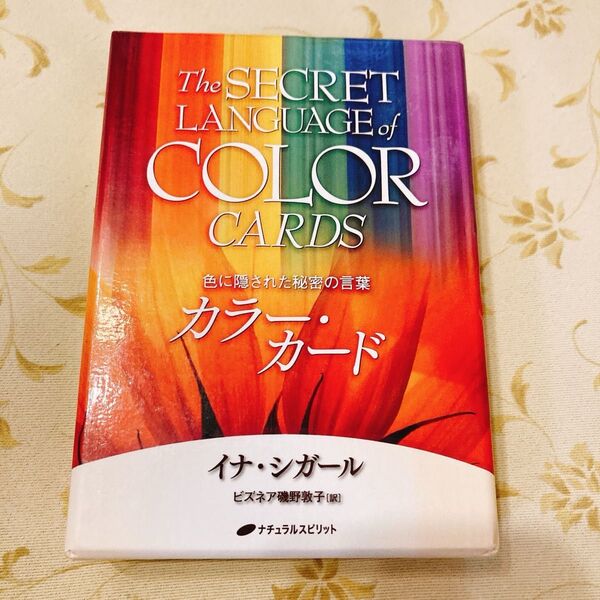 The SECRET
LANGUAGE of
COLOR
CARDS
色に隠された秘密の言葉
カラー・
カード
イナ・シガール
ビズネア磯野敦子[訳]
ナチュラルスピリット